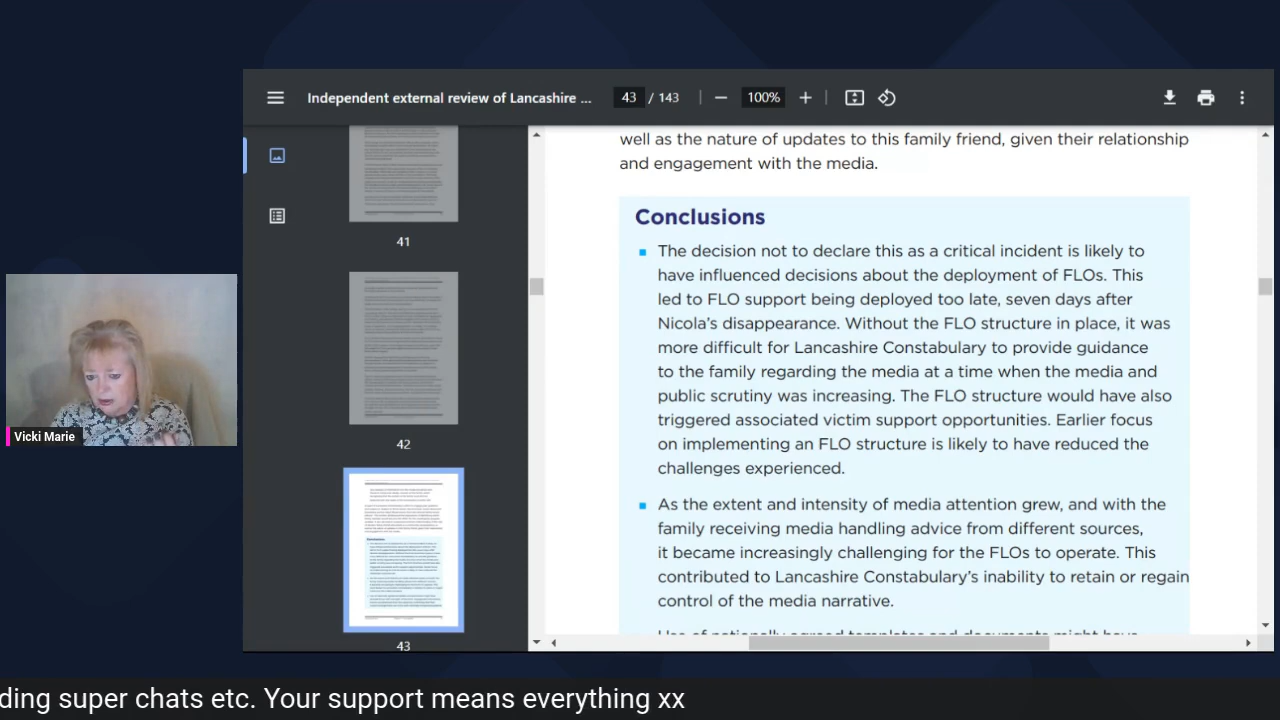 Independent external review of Lancashire ...
43 / 143
100%
41
42
43
well as the nature of updates to this family friend, given their relationship
and engagement with the media.
Conclusions
The decision not to declare this as a critical incident is likely to
have influenced decisions about the deployment of FLOs. This
led to FLO support being deployed too late, seven days after
Nicola's disappearance. Without the FLO structure in place, it was
more difficult for Lancashire Constabulary to provide guidance
to the family regarding the media at a time when the media and
public scrutiny was increasing. The FLO structure would have also
triggered associated victim support opportunities. Earlier focus
on implementing an FLO structure is likely to have reduced the
challenges experienced.
As the extent and intensity of media attention grew, and with the
family receiving media handling advice from different sources,
it became increasingly challenging for the FLOs to operate. This
contributed to Lancashire Constabulary's inability to retain or regain
control of the media narrative.
Use of nationally agreed templates and documents might have
Vicki Marie
ding super chats etc. Your support means everything xx